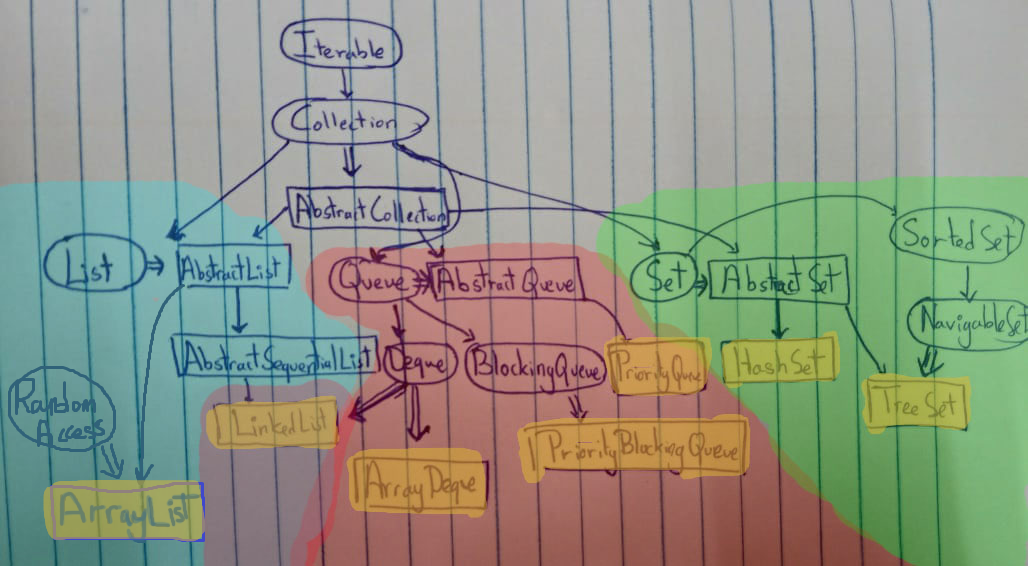 Iterable
Collection
AbstractCollection
List
AbstractList
Queue
AbstractQueue
Set
AbstractSet
SortedSet
NavigableSet
AbstractSequentialList
Deque
BlockingQueue
PriorityQueue
HashSet
TreeSet
Random
Access
LinkedList
PriorityBlockingQueue
ArrayDeque
ArrayList